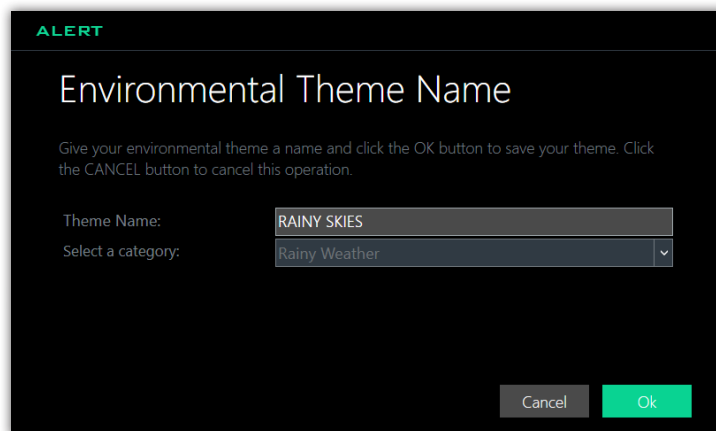 ALERT
Environmental Theme Name
Give your environmental theme a name and click the OK button to save your theme. Click
the CANCEL button to cancel this operation.
Theme Name: RAINY SKIES
Select a category: Rainy Weather
Cancel Ok